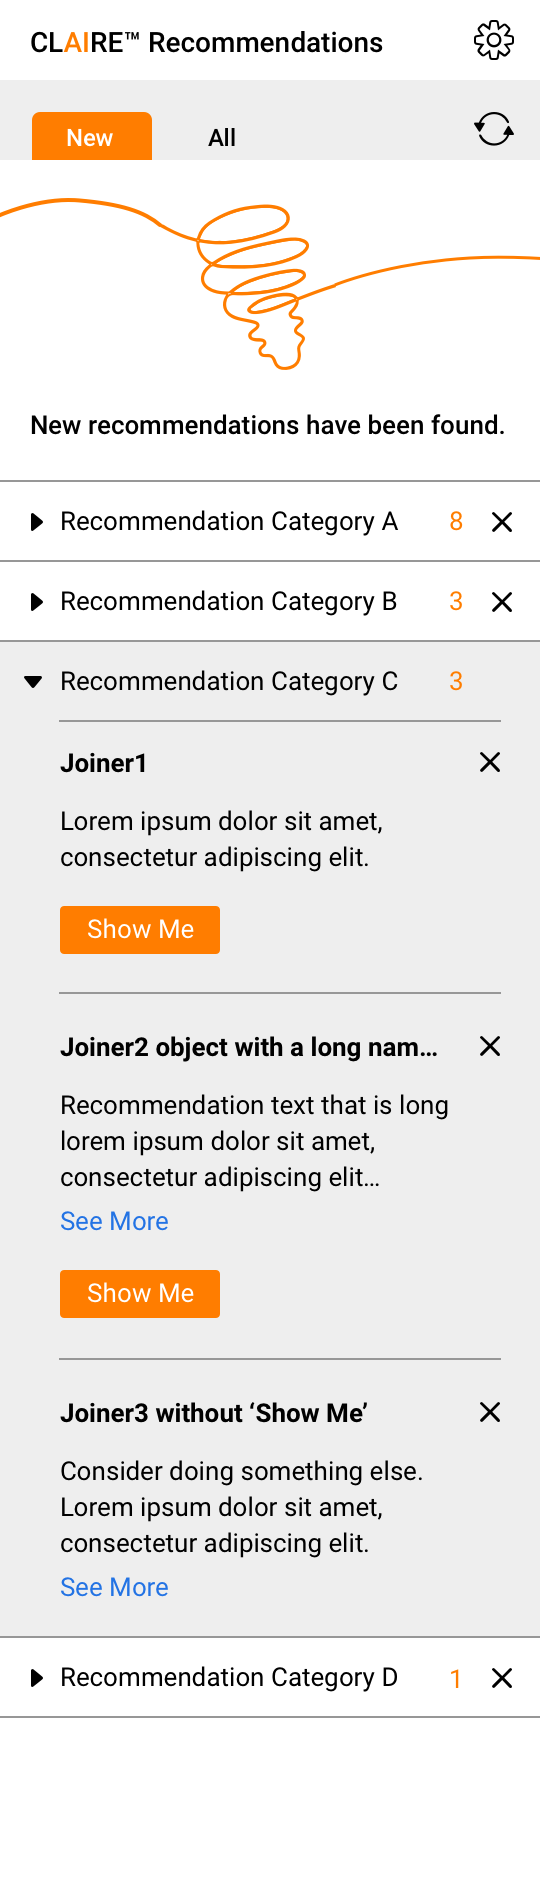 CLAIRE™ Recommendations
New All
New recommendations have been found.
Recommendation Category A 8
Recommendation Category B 3
Recommendation Category C 3
Joiner1
Lorem ipsum dolor sit amet,
consectetur adipiscing elit.
Show Me
Joiner2 object with a long nam...
Recommendation text that is long
lorem ipsum dolor sit amet,
consectetur adipiscing elit...
See More
Show Me
Joiner3 without ‘Show Me’
Consider doing something else.
Lorem ipsum dolor sit amet,
consectetur adipiscing elit.
See More
Recommendation Category D 1